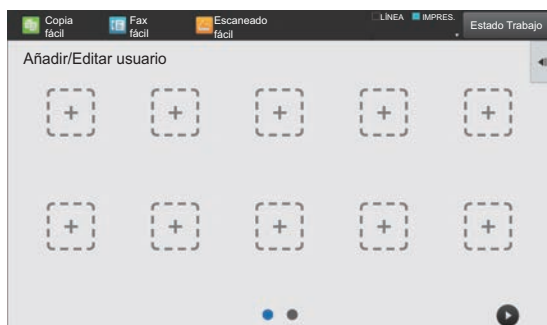 Copia
fácil
Fax
fácil
Escaneado
fácil
LÍNEA
IMPRES.
Estado Trabajo
Añadir/Editar usuario